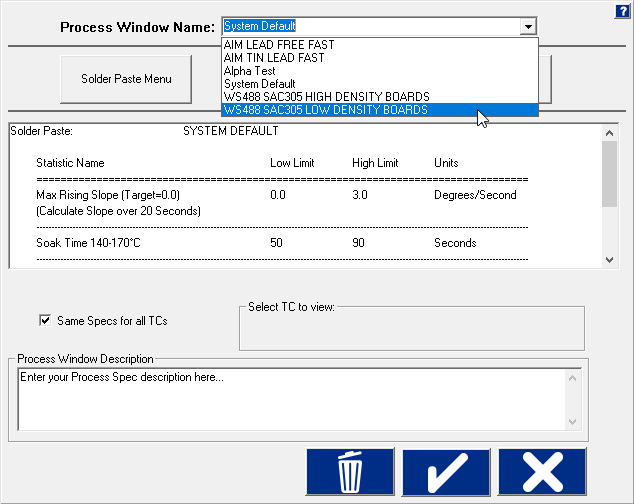 ?
Process Window Name: System Default
AIM LEAD FREE FAST
AIM TIN LEAD FAST
Alpha Test
System Default
WS488 SAC305 HIGH DENSITY BOARDS
WS488 SAC305 LOW DENSITY BOARDS
Solder Paste Menu
Solder Paste: SYSTEM DEFAULT
Statistic Name Low Limit High Limit Units
Max Rising Slope (Target=0.0) 0.0 3.0 Degrees/Second
(Calculate Slope over 20 Seconds)
Soak Time 140-170°C 50 90 Seconds
Same Specs for all TCs
Select TC to view:
Process Window Description
Enter your Process Spec description here...